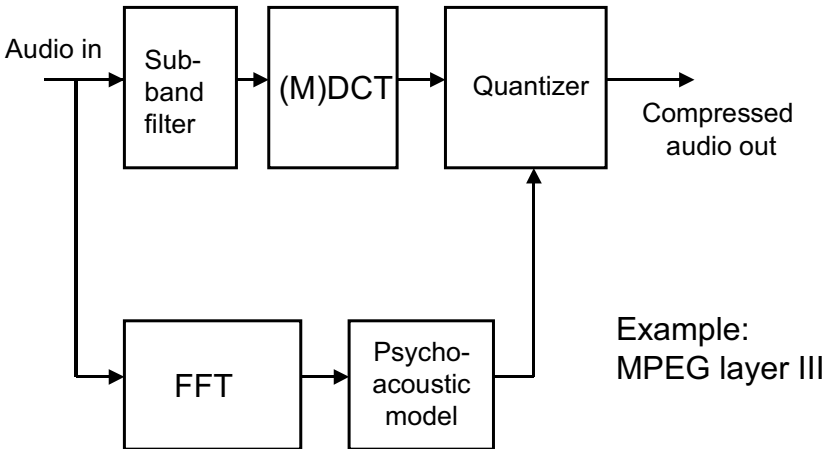 Audio in
Sub-
band
filter
(M)DCT
Quantizer
Compressed
audio out
FFT
Psycho-
acoustic
model
Example:
MPEG layer III